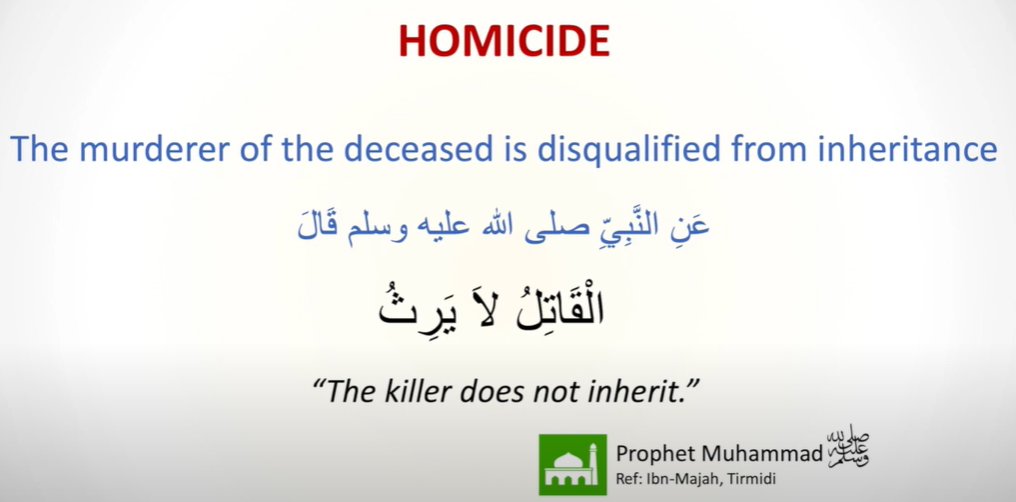 HOMICIDE
The murderer of the deceased is disqualified from inheritance
عَنِ النَّبِيِّ صلى الله عليه وسلم قَالَ
الْقَاتِلُ لاَ يَرِثُ
“The killer does not inherit.”
Prophet Muhammad ﷺ
Ref: Ibn-Majah, Tirmidi